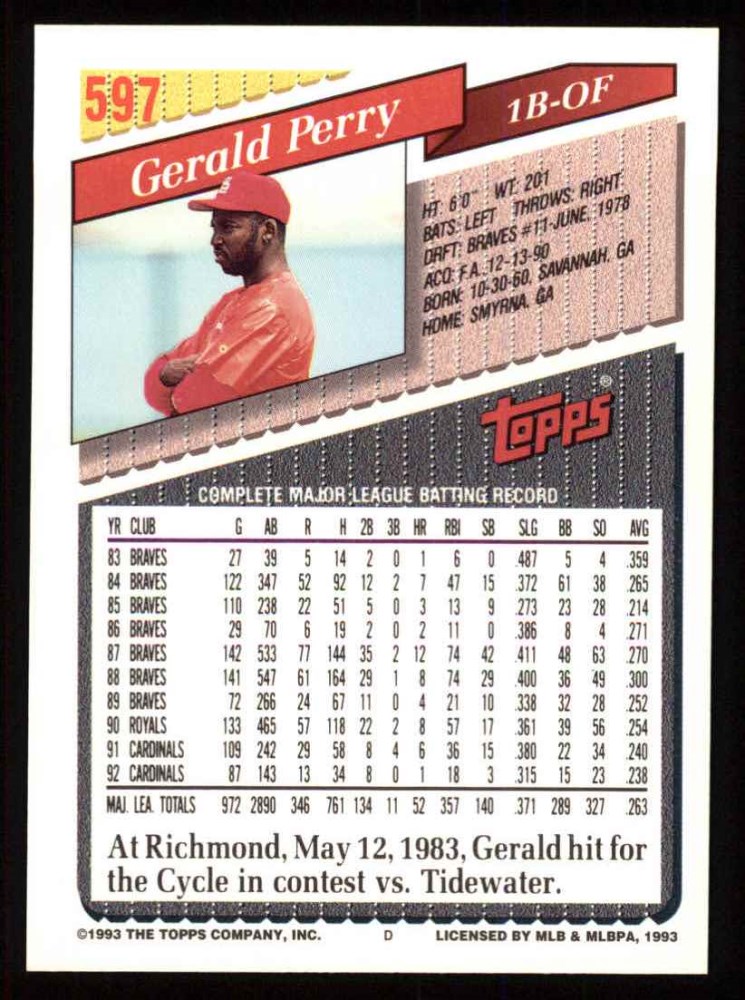 597
Gerald Perry
1B-OF
HT: 6'0" WT: 201
BATS: LEFT THROWS: RIGHT
DRFT: BRAVES #11-JUNE, 1978
ACQ: F.A. 12-13-90
BORN: 10-30-60, SAVANNAH, GA
HOME: SMYRNA, GA
topps®
COMPLETE MAJOR LEAGUE BATTING RECORD
YR CLUB G AB R H 2B 3B HR RBI SB SLG BB SO AVG
83 BRAVES 27 39 5 14 2 0 1 6 0 .487 5 4 .359
84 BRAVES 122 347 52 92 12 2 7 47 15 .372 61 38 .265
85 BRAVES 110 238 22 51 5 0 3 13 9 .273 23 28 .214
86 BRAVES 29 70 6 19 2 0 2 11 0 .386 8 4 .271
87 BRAVES 142 533 77 144 35 2 12 74 42 .411 48 63 .270
88 BRAVES 141 547 61 164 29 1 8 74 29 .400 36 49 .300
89 BRAVES 72 266 24 67 11 0 4 21 10 .338 32 28 .252
90 ROYALS 133 465 57 118 22 2 8 57 17 .361 39 56 .254
91 CARDINALS 109 242 29 58 8 4 6 36 15 .380 22 34 .240
92 CARDINALS 87 143 13 34 8 0 1 18 3 .315 15 23 .238
MAJ. LEA. TOTALS 972 2890 346 761 134 11 52 357 140 .371 289 327 .263
At Richmond, May 12, 1983, Gerald hit for
the Cycle in contest vs. Tidewater.
©1993 THE TOPPS COMPANY, INC. D LICENSED BY MLB & MLBPA, 1993